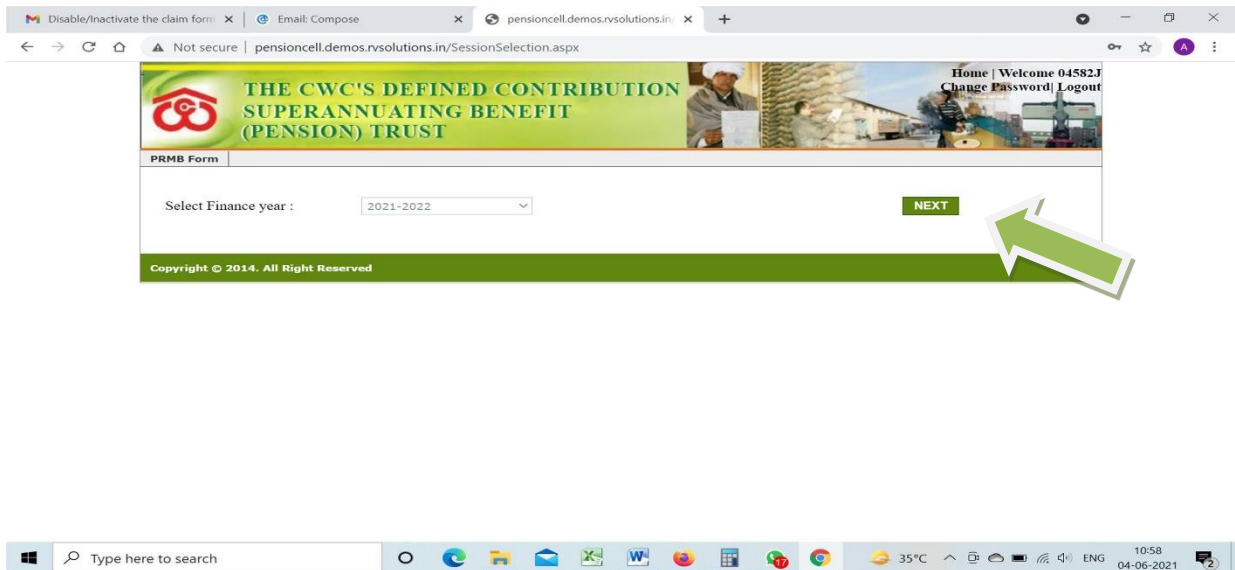 Disable/Inactivate the claim form
Email: Compose
pensioncell.demos.rvsolutions.in/
Not secure | pensioncell.demos.rvsolutions.in/SessionSelection.aspx
A
THE CWC'S DEFINED CONTRIBUTION
SUPERANNUATING BENEFIT
(PENSION) TRUST
Home | Welcome 04582J
Change Password| Logout
PRMB Form
Select Finance year :
2021-2022
NEXT
Copyright © 2014. All Right Reserved
Type here to search
17
35°C
ENG
10:58
04-06-2021
2